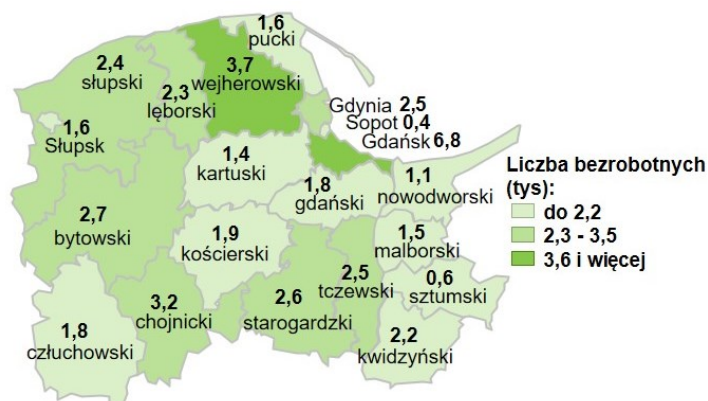 1,6
pucki
2,4
słupski
2,3
lęborski
3,7
wejherowski
Gdynia 2,5
Sopot 0,4
Gdańsk 6,8
1,6
Słupsk
1,4
kartuski
1,8
gdański
1,1
nowodworski
2,7
bytowski
1,9
kościerski
1,5
malborski
0,6
sztumski
2,5
tczewski
2,6
starogardzki
3,2
chojnicki
1,8
człuchowski
2,2
kwidzyński
Liczba bezrobotnych
(tys):
do 2,2
2,3 - 3,5
3,6 i więcej